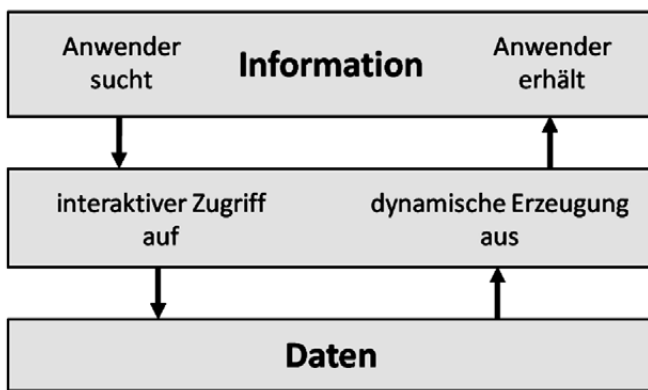 Anwender
sucht
Information
Anwender
erhält
interaktiver Zugriff
auf
dynamische Erzeugung
aus
Daten